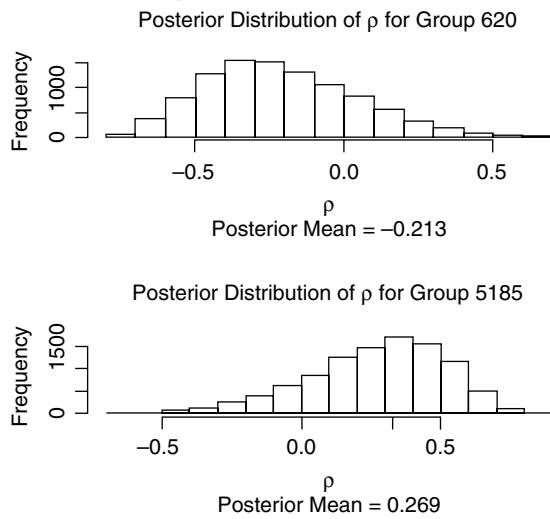 Posterior Distribution of ρ for Group 620
Frequency
0 1000
−0.5 0.0 0.5
ρ
Posterior Mean = −0.213
Posterior Distribution of ρ for Group 5185
Frequency
0 1500
−0.5 0.0 0.5
ρ
Posterior Mean = 0.269